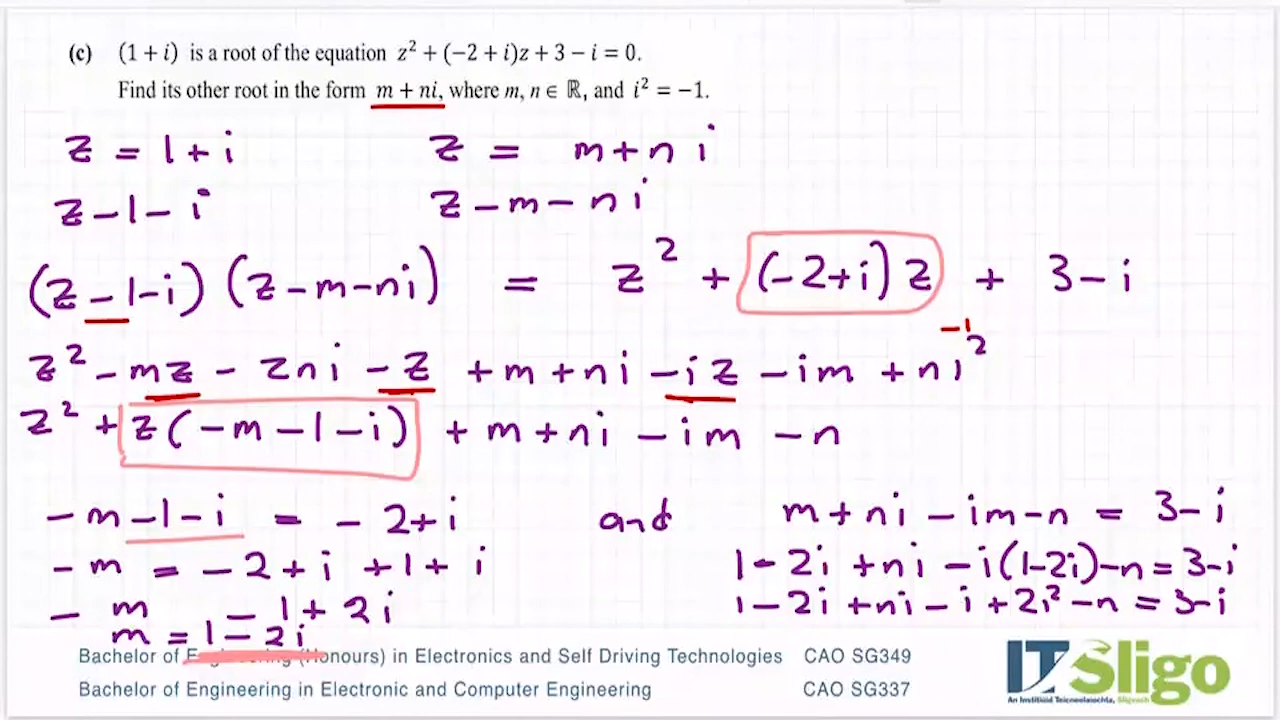 (c) (1 + i) is a root of the equation z² + (−2 + i)z + 3 − i = 0.
Find its other root in the form m + ni, where m, n ∈ ℝ, and i² = −1.
z = 1 + i z = m + n i
z − 1 − i z − m − n i
(z − 1 − i) (z − m − ni) = z² + (−2 + i) z + 3 − i
−1
z² − mz − zni − z + m + ni − iz − im + ni²
z² + z(−m − 1 − i) + m + ni − im − n
−m − 1 − i = −2 + i and m + ni − im − n = 3 − i
−m = −2 + i + 1 + i 1 − 2i + ni − i(1 − 2i) − n = 3 − i
− m = − 1 + 2i 1 − 2i + ni − i + 2i² − n = 3 − i
m = 1 − 2i
Bachelor of Engineering (Honours) in Electronics and Self Driving Technologies CAO SG349
Bachelor of Engineering in Electronic and Computer Engineering CAO SG337
IT Sligo
An Institiúid Teicneolaíochta, Sligeach